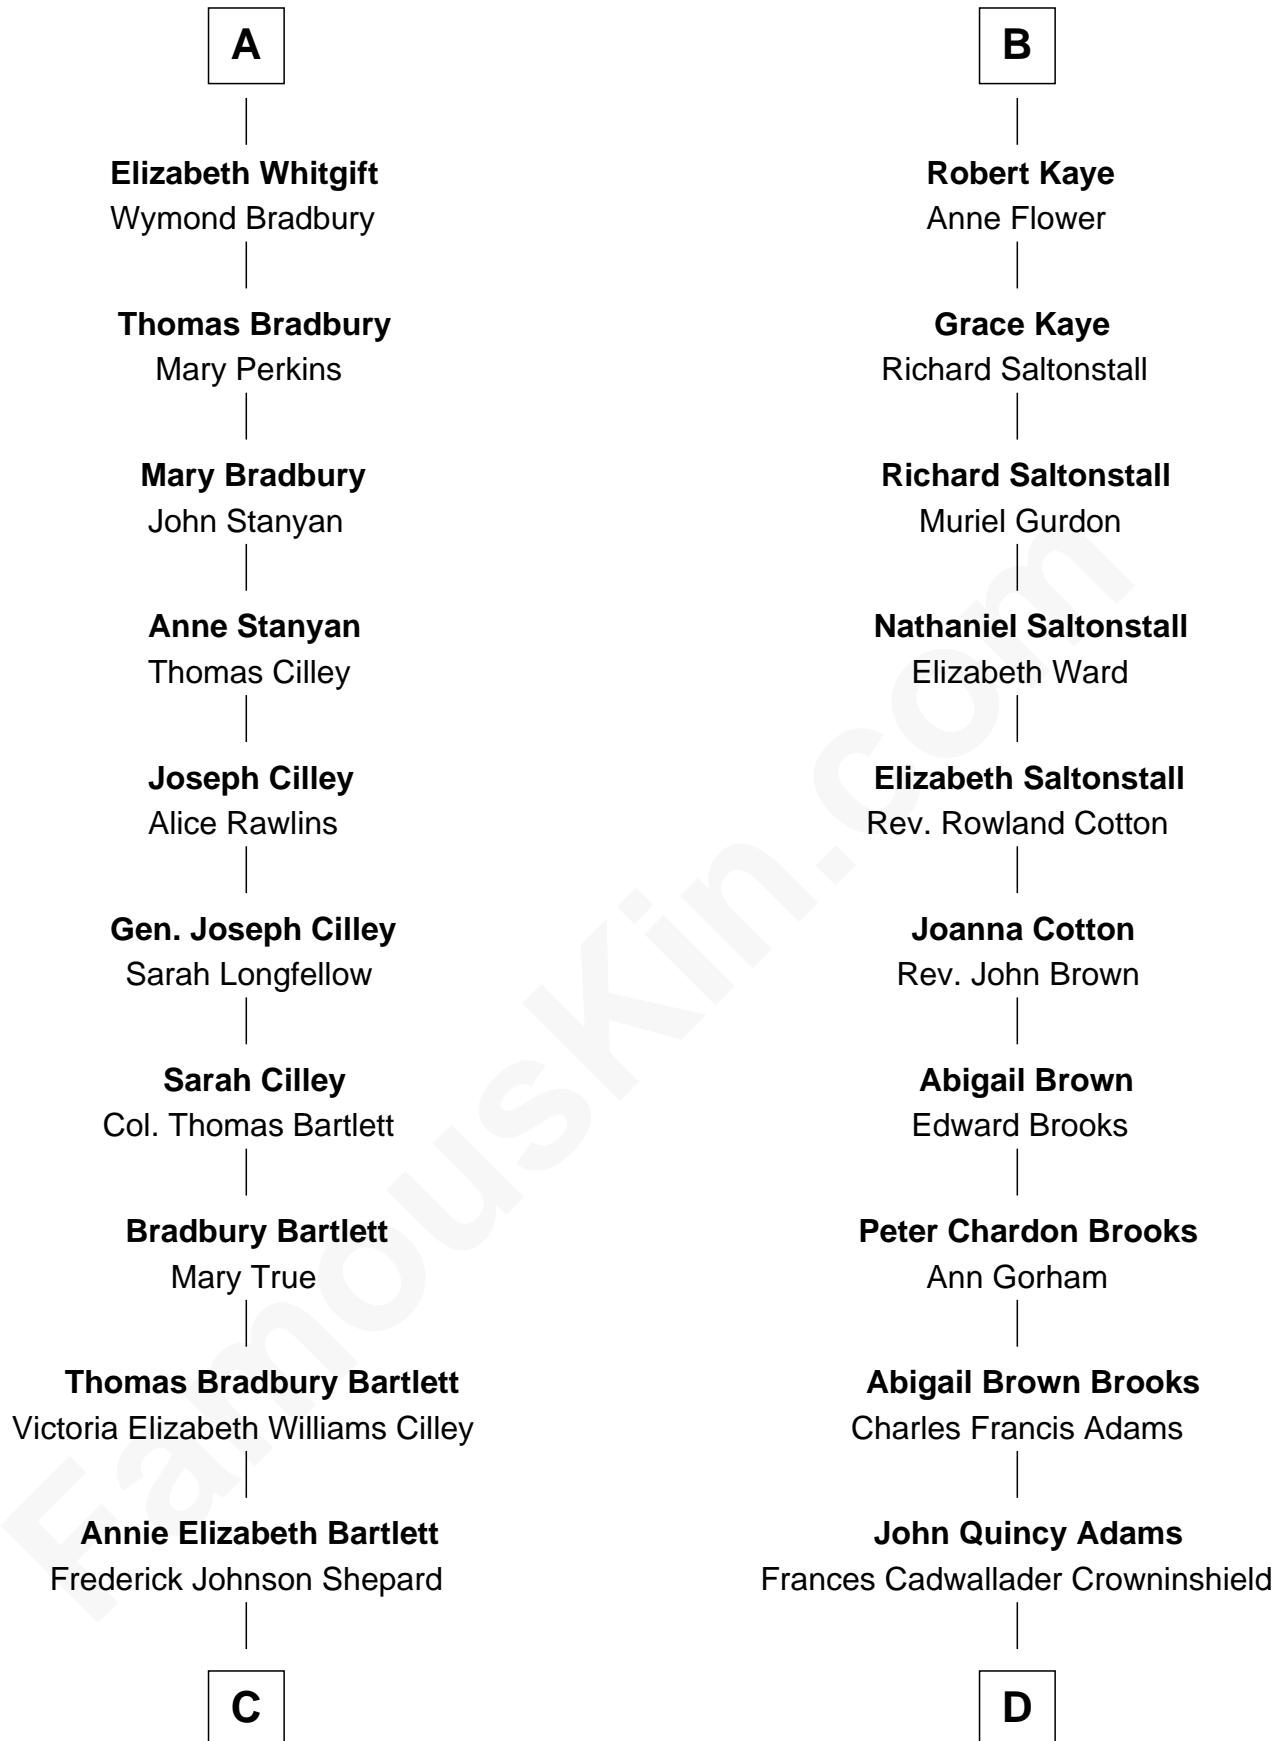 A
Elizabeth Whitgift
Wymond Bradbury
Thomas Bradbury
Mary Perkins
Mary Bradbury
John Stanyan
Anne Stanyan
Thomas Cilley
Joseph Cilley
Alice Rawlins
Gen. Joseph Cilley
Sarah Longfellow
Sarah Cilley
Col. Thomas Bartlett
Bradbury Bartlett
Mary True
Thomas Bradbury Bartlett
Victoria Elizabeth Williams Cilley
Annie Elizabeth Bartlett
Frederick Johnson Shepard
C
B
Robert Kaye
Anne Flower
Grace Kaye
Richard Saltonstall
Richard Saltonstall
Muriel Gurdon
Nathaniel Saltonstall
Elizabeth Ward
Elizabeth Saltonstall
Rev. Rowland Cotton
Joanna Cotton
Rev. John Brown
Abigail Brown
Edward Brooks
Peter Chardon Brooks
Ann Gorham
Abigail Brown Brooks
Charles Francis Adams
John Quincy Adams
Frances Cadwallader Crowninshield
D
FamousKin.com